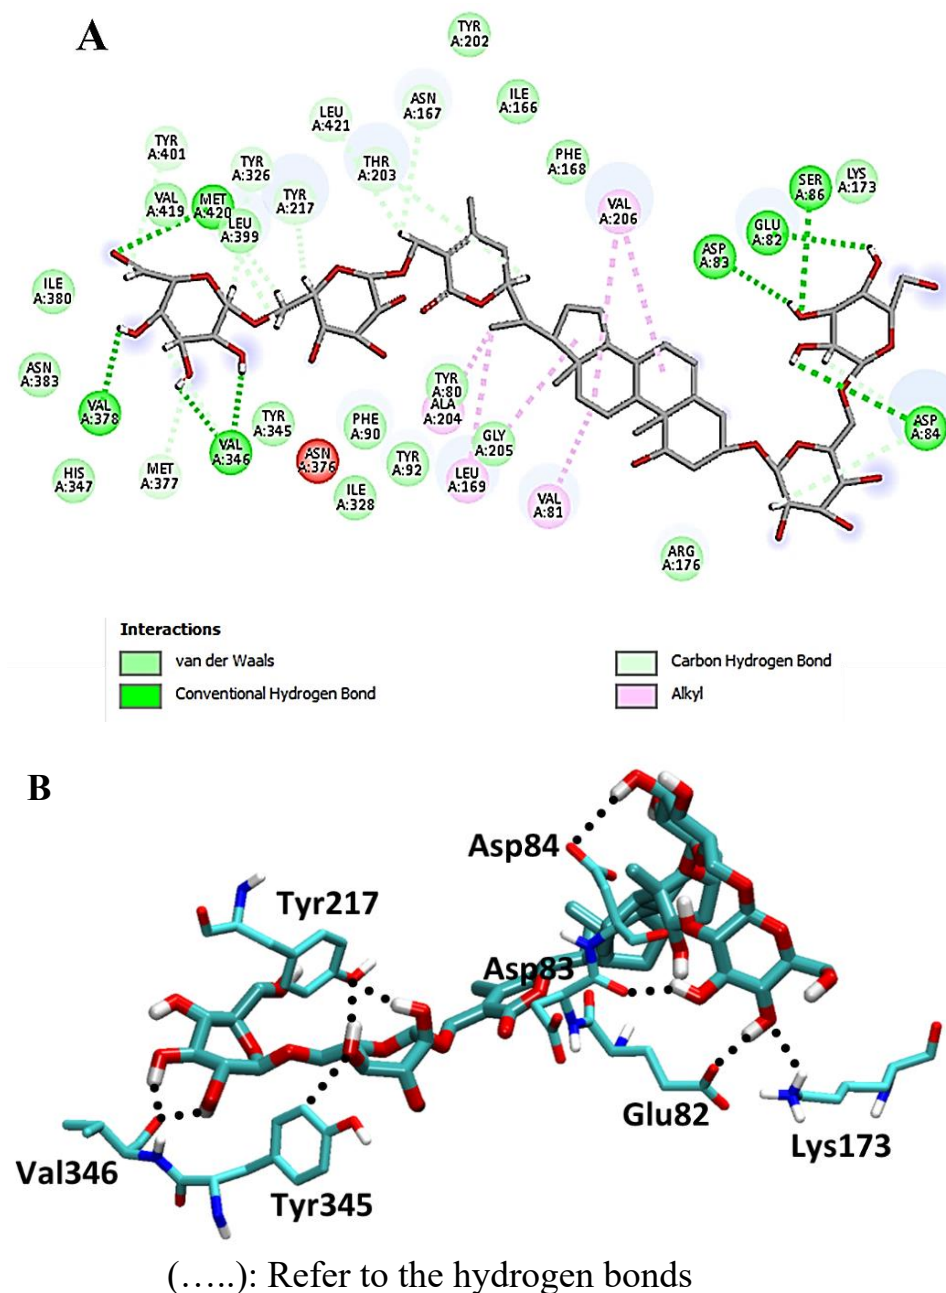 A
TYR
A:202
ASN
A:167
ILE
A:166
LEU
A:421
TYR
A:401
TYR
A:326
THR
A:203
PHE
A:168
LYS
A:173
SER
A:86
VAL
A:419
MET
A:420
TYR
A:217
VAL
A:206
GLU
A:82
LEU
A:399
ASP
A:83
ILE
A:380
ASN
A:383
TYR
A:80
VAL
A:378
ALA
A:204
TYR
A:345
PHE
A:90
GLY
A:205
ASP
A:84
VAL
A:346
ASN
A:376
TYR
A:92
HIS
A:347
MET
A:377
LEU
A:169
ILE
A:328
VAL
A:81
ARG
A:176
Interactions
van der Waals
Carbon Hydrogen Bond
Conventional Hydrogen Bond
Alkyl
B
Asp84
Tyr217
Asp83
Glu82
Lys173
Val346
Tyr345
(.....): Refer to the hydrogen bonds